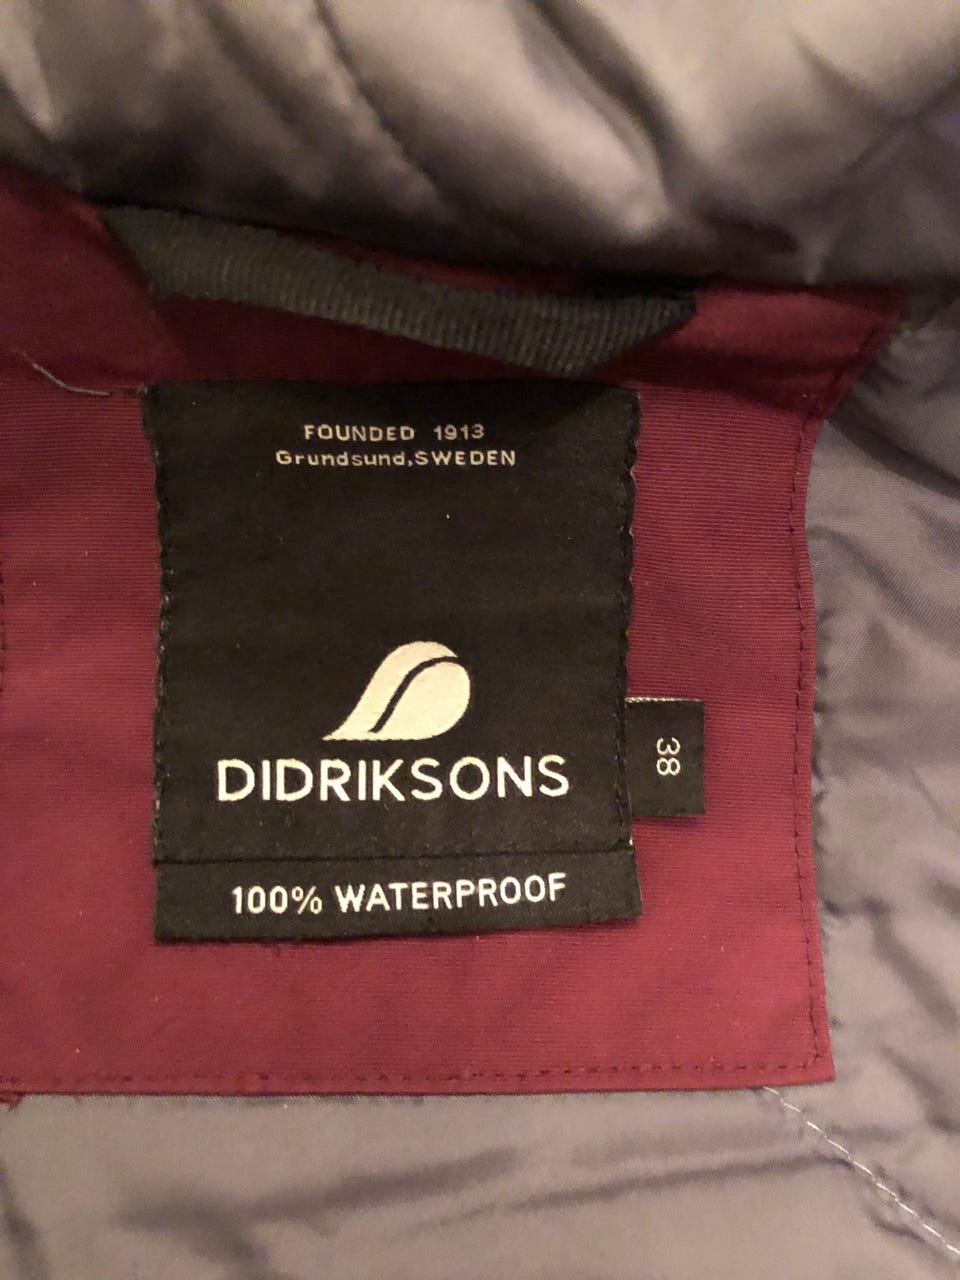 FOUNDED 1913
Grundsund,SWEDEN
DIDRIKSONS
38
100% WATERPROOF